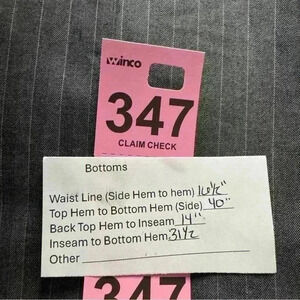 Winco
347
CLAIM CHECK
Bottoms
Waist Line (Side Hem to hem) 16½"
Top Hem to Bottom Hem (Side) 40"
Back Top Hem to Inseam 14"
Inseam to Bottom Hem 31½
Other
347